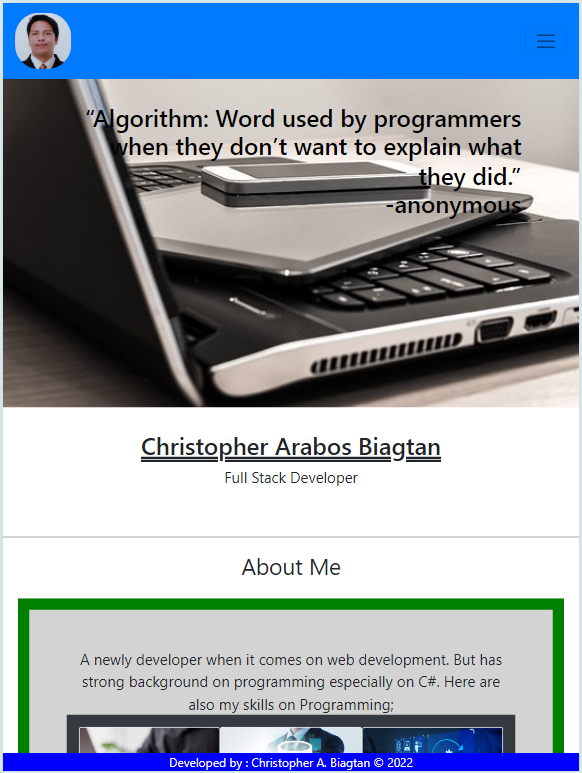 “Algorithm: Word used by programmers
when they don’t want to explain what
they did.”
-anonymous
Christopher Arabos Biagtan
Full Stack Developer
About Me
A newly developer when it comes on web development. But has
strong background on programming especially on C#. Here are
also my skills on Programming;
Developed by : Christopher A. Biagtan © 2022